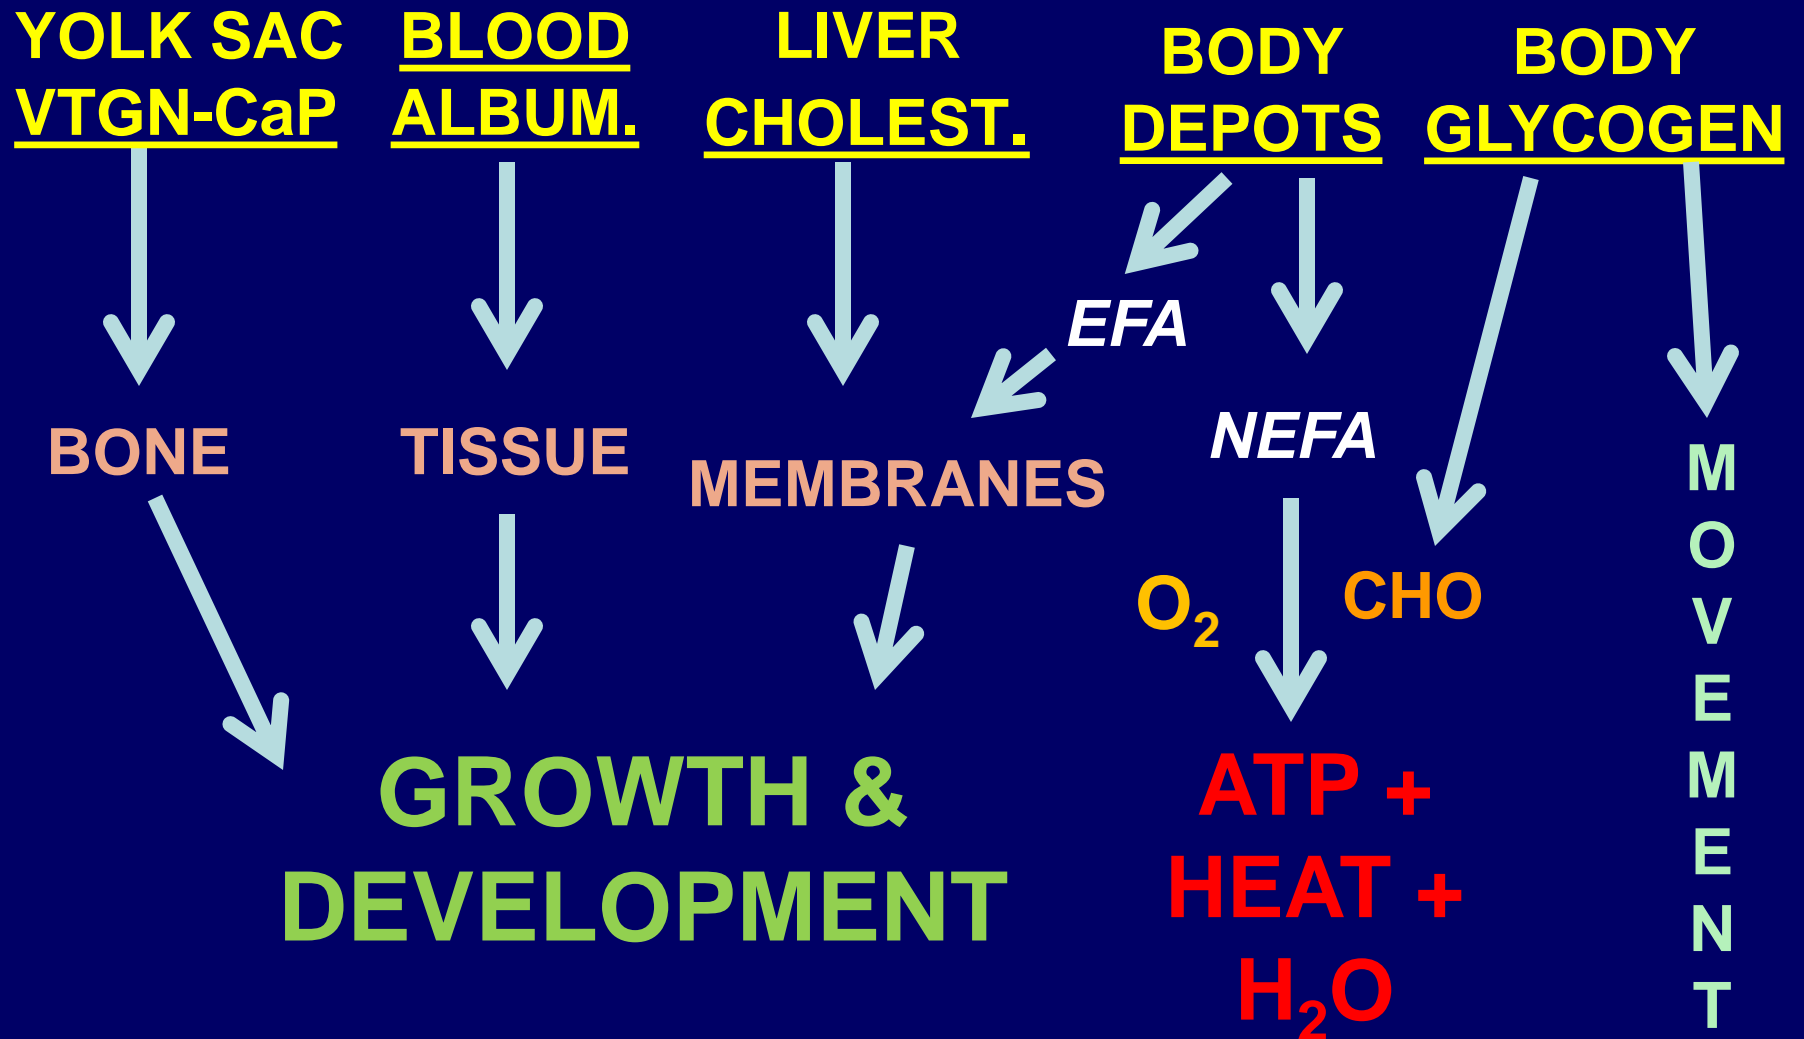 YOLK SAC
VTGN-CaP
BLOOD
ALBUM.
LIVER
CHOLEST.
BODY
DEPOTS
BODY
GLYCOGEN
EFA
NEFA
BONE
TISSUE
MEMBRANES
O₂
CHO
MOVEMENT
GROWTH &
DEVELOPMENT
ATP +
HEAT +
H₂O